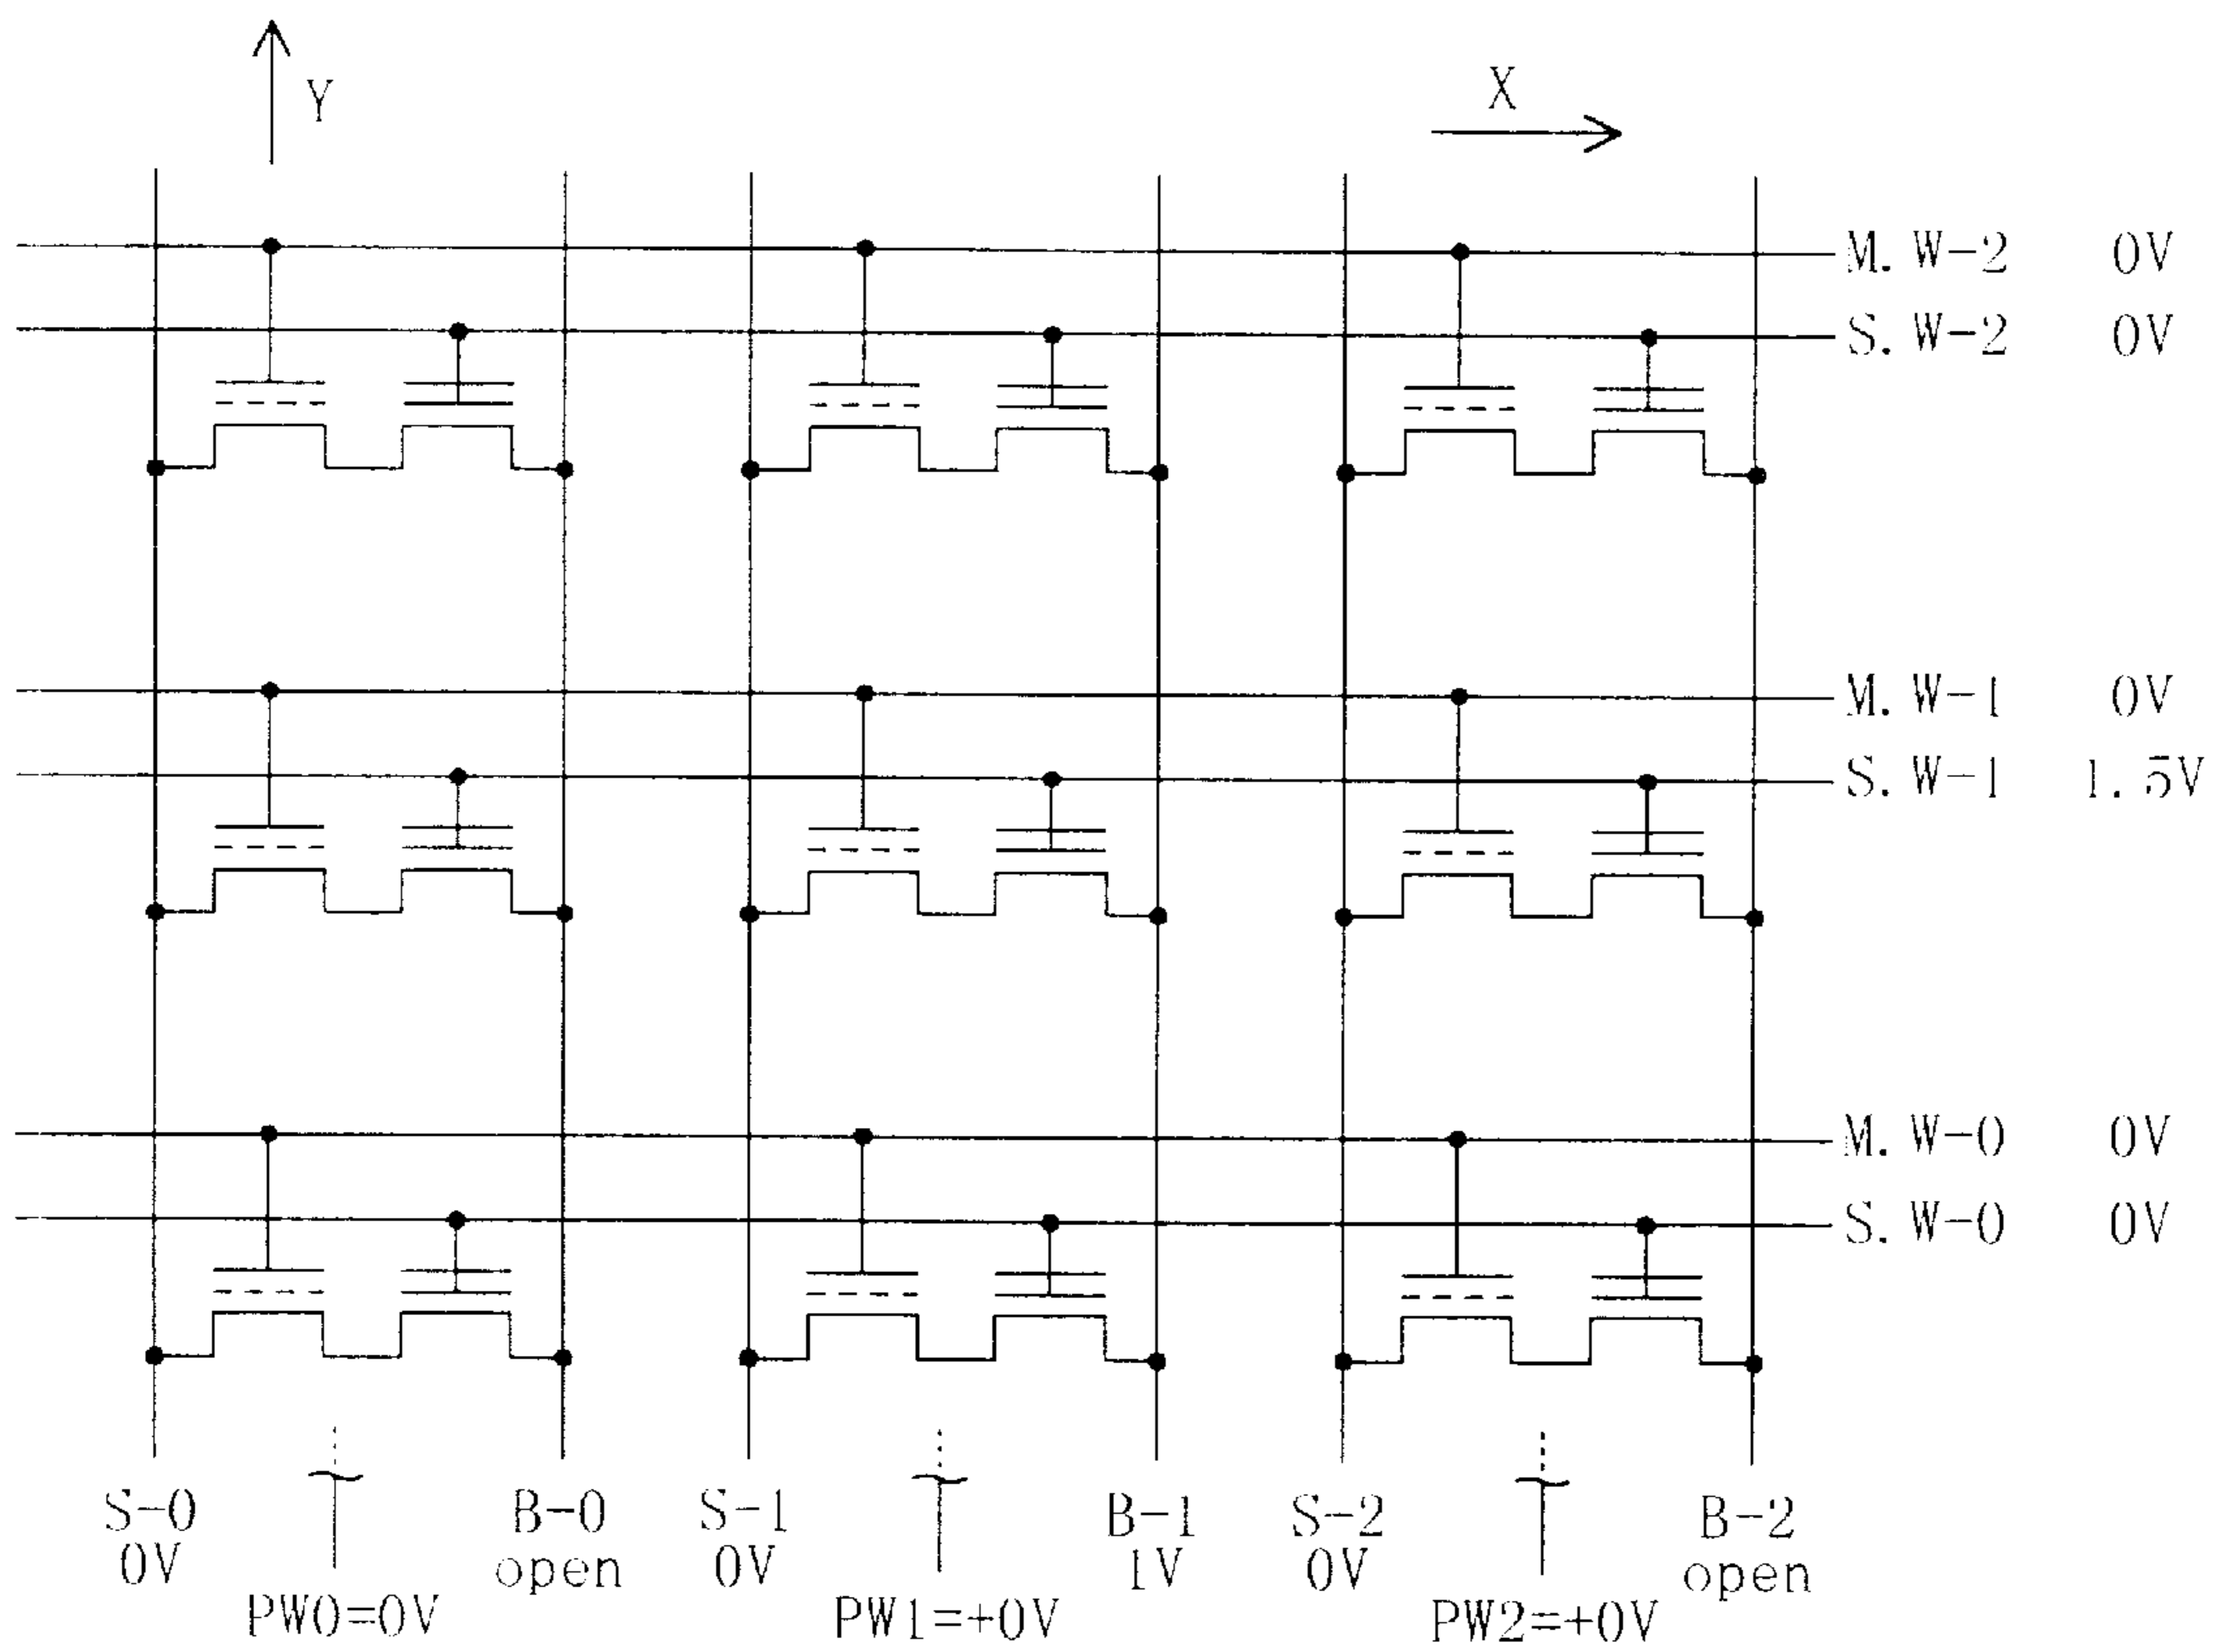 Y
X
M. W-2 0V
S. W-2 0V
M. W-1 0V
S. W-1 1.5V
M. W-0 0V
S. W-0 0V
S-0 B-0 S-1 B-1 S-2 B-2
0V open 0V 1V 0V open
PW0=0V PW1=+0V PW2=+0V